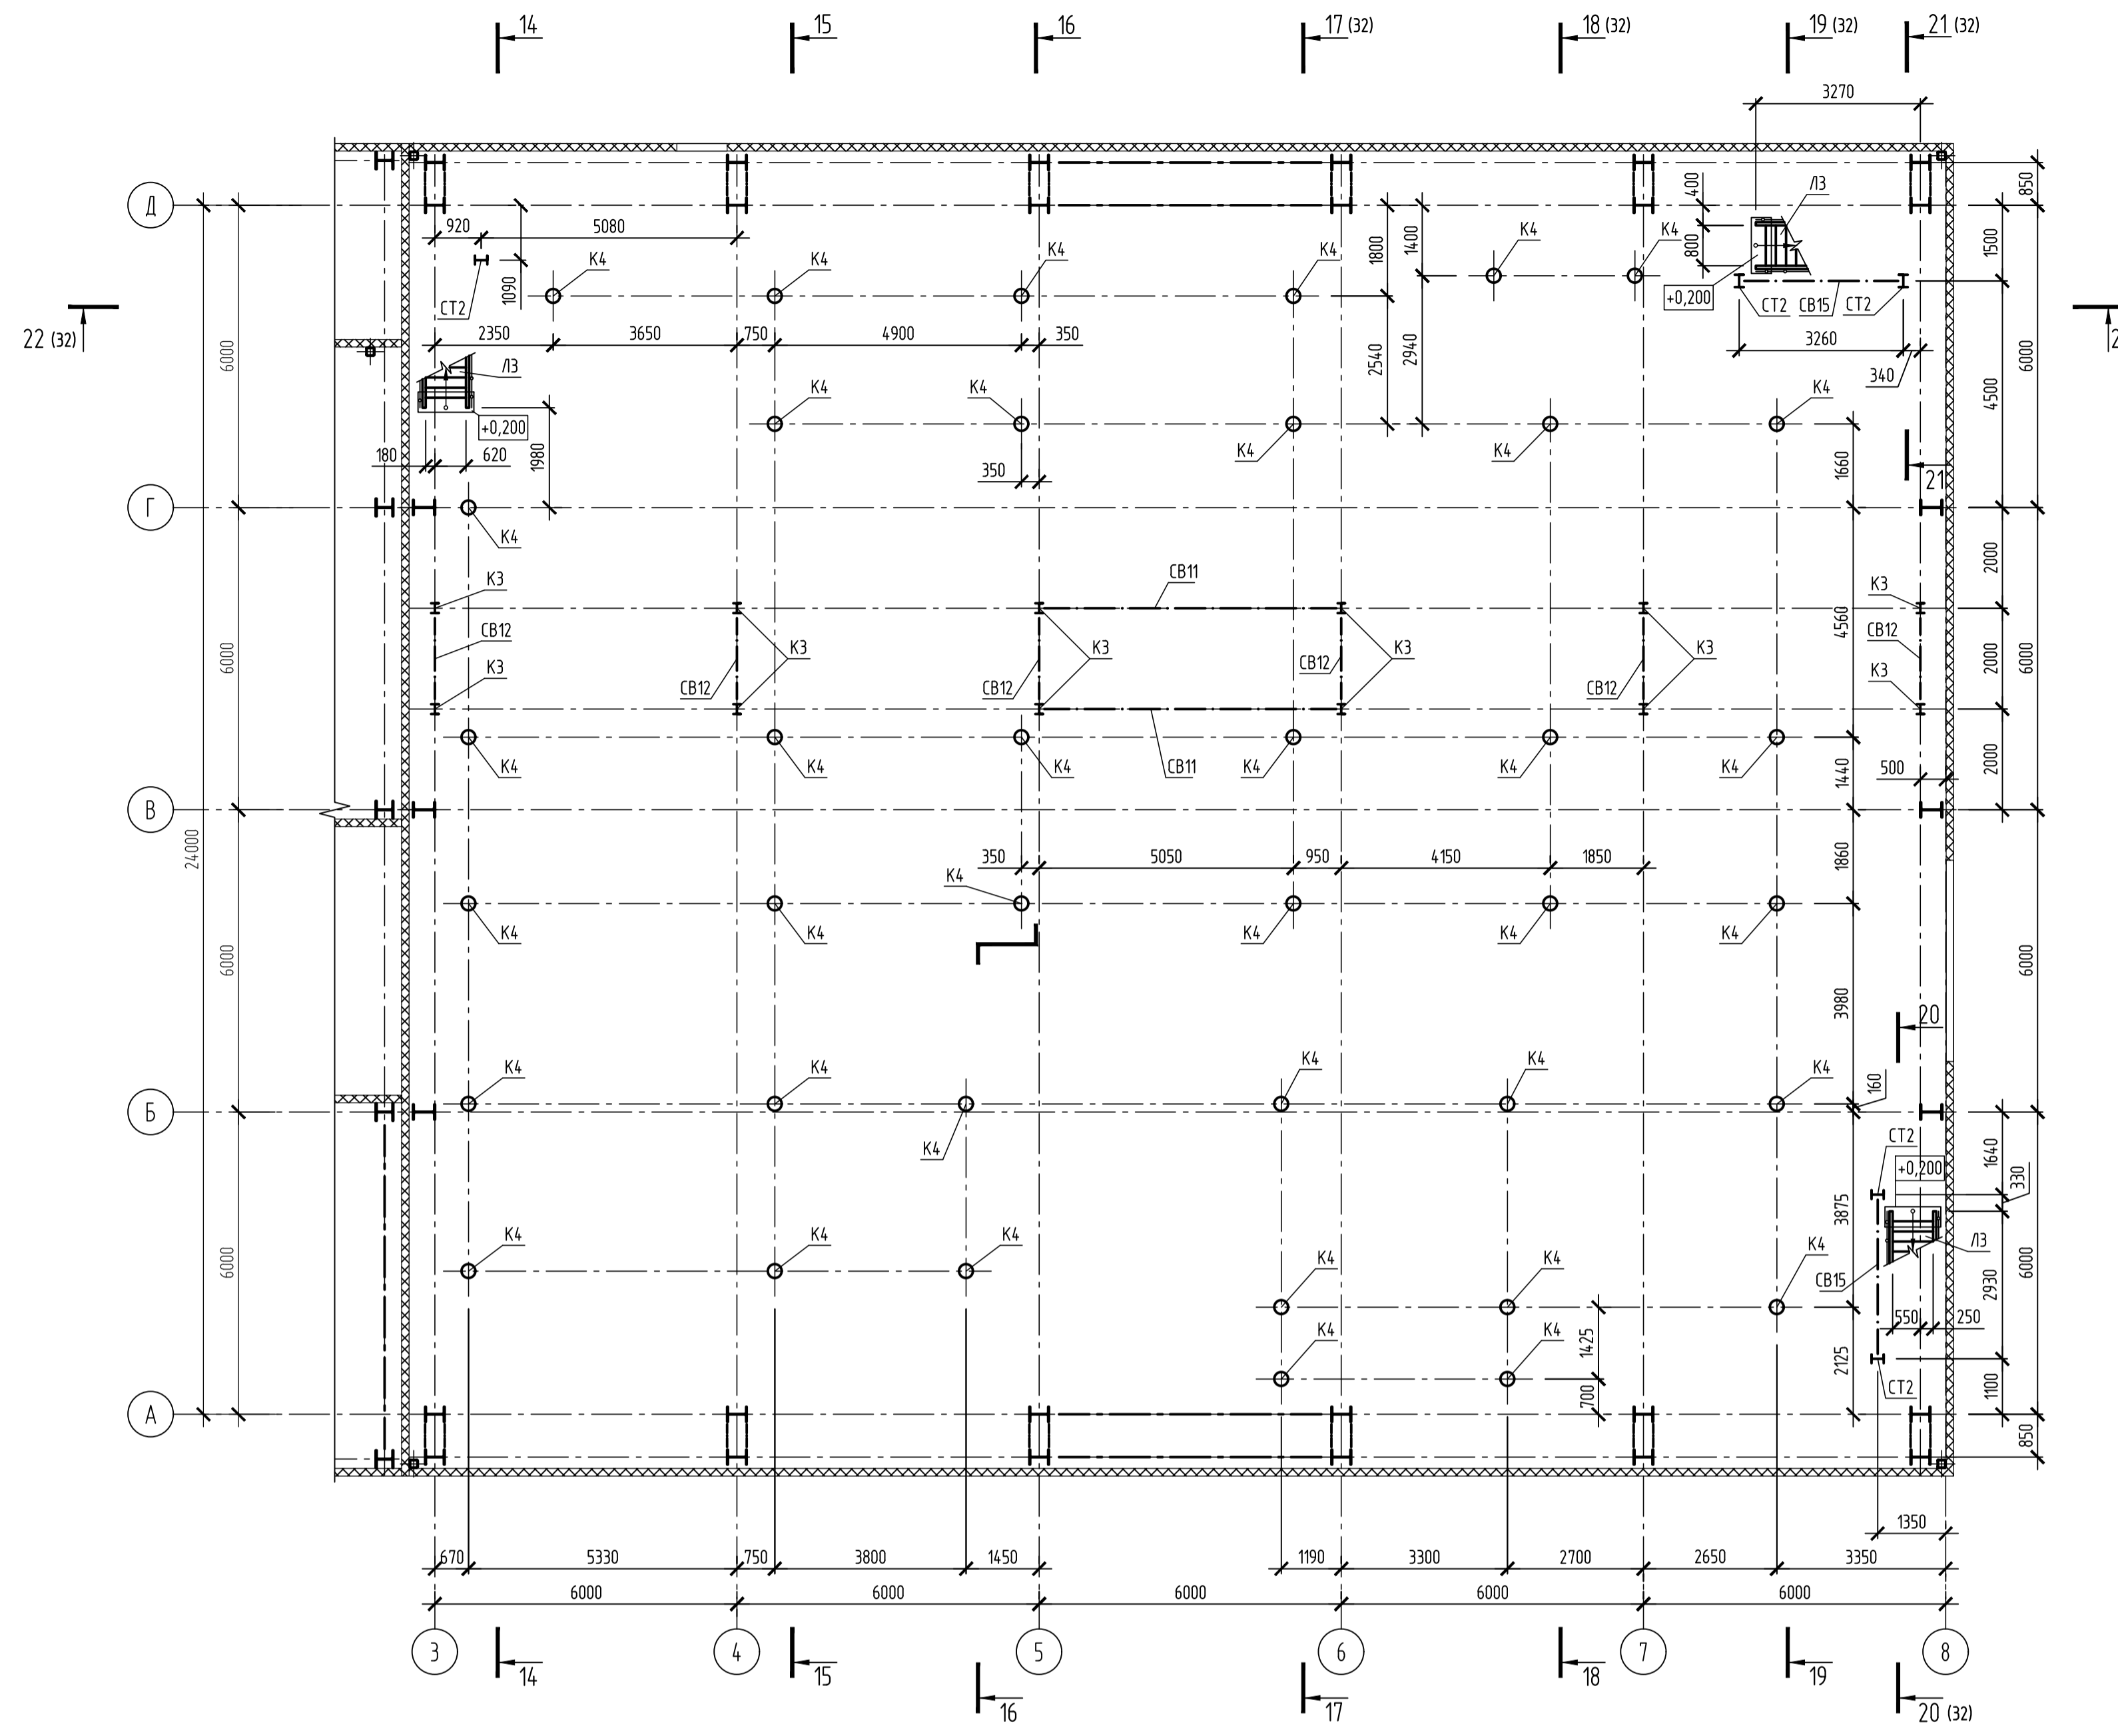 14
15
16
17 (32)
18 (32)
19 (32)
21 (32)
3270
Д
850
400
Л3
920
5080
К4
К4
К4
К4
К4
К4
1800
1400
800
1500
1090
СТ2
+0,200
СТ2
СВ15
СТ2
22 (32)
2
6000
2350
3650
750
4900
350
2540
2940
3260
340
6000
4500
Л3
К4
К4
К4
+0,200
180
620
1980
К4
К4
350
1660
21
Г
К4
2000
К3
СВ11
К3
СВ12
К3
6000
К3
СВ12
К3
СВ12
К3
СВ12
К3
СВ12
К3
4560
СВ12
К3
2000
6000
К4
К4
К4
СВ11
К4
К4
К4
500
2000
1440
В
24000
350
5050
950
4150
1850
1860
К4
К4
К4
К4
К4
К4
6000
6000
3980
20
160
К4
К4
К4
К4
К4
Б
К4
СТ2
+0,200
1640
330
3875
К4
К4
К4
К4
К4
К4
Л3
6000
СВ15
2930
6000
550
250
К4
К4
1425
2125
700
СТ2
1100
А
850
1350
670
5330
750
3800
1450
1190
3300
2700
2650
3350
6000
6000
6000
6000
6000
3
4
5
6
7
8
14
15
16
17
18
19
20 (32)